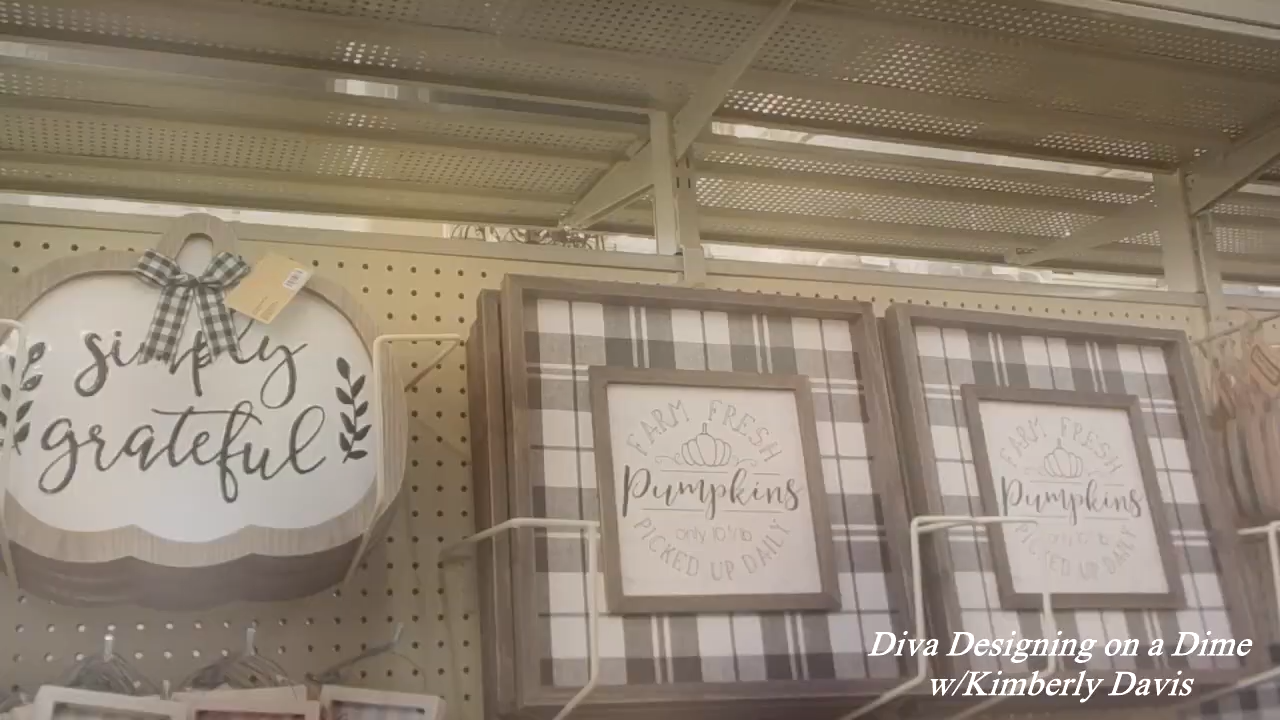 simply
grateful
FARM FRESH
Pumpkins
only 10¢/lb
PICKED UP DAILY
FARM FRESH
Pumpkins
PICKED UP DAILY
Diva Designing on a Dime
w/Kimberly Davis